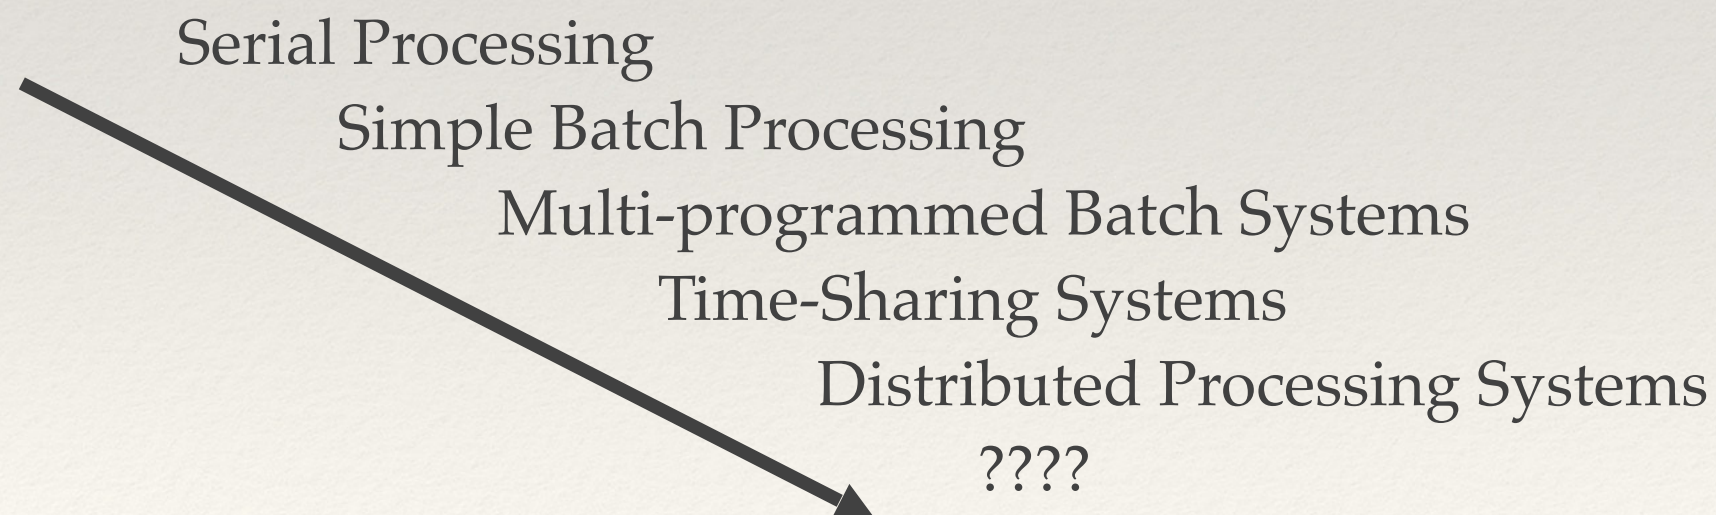 Serial Processing
Simple Batch Processing
Multi-programmed Batch Systems
Time-Sharing Systems
Distributed Processing Systems
????